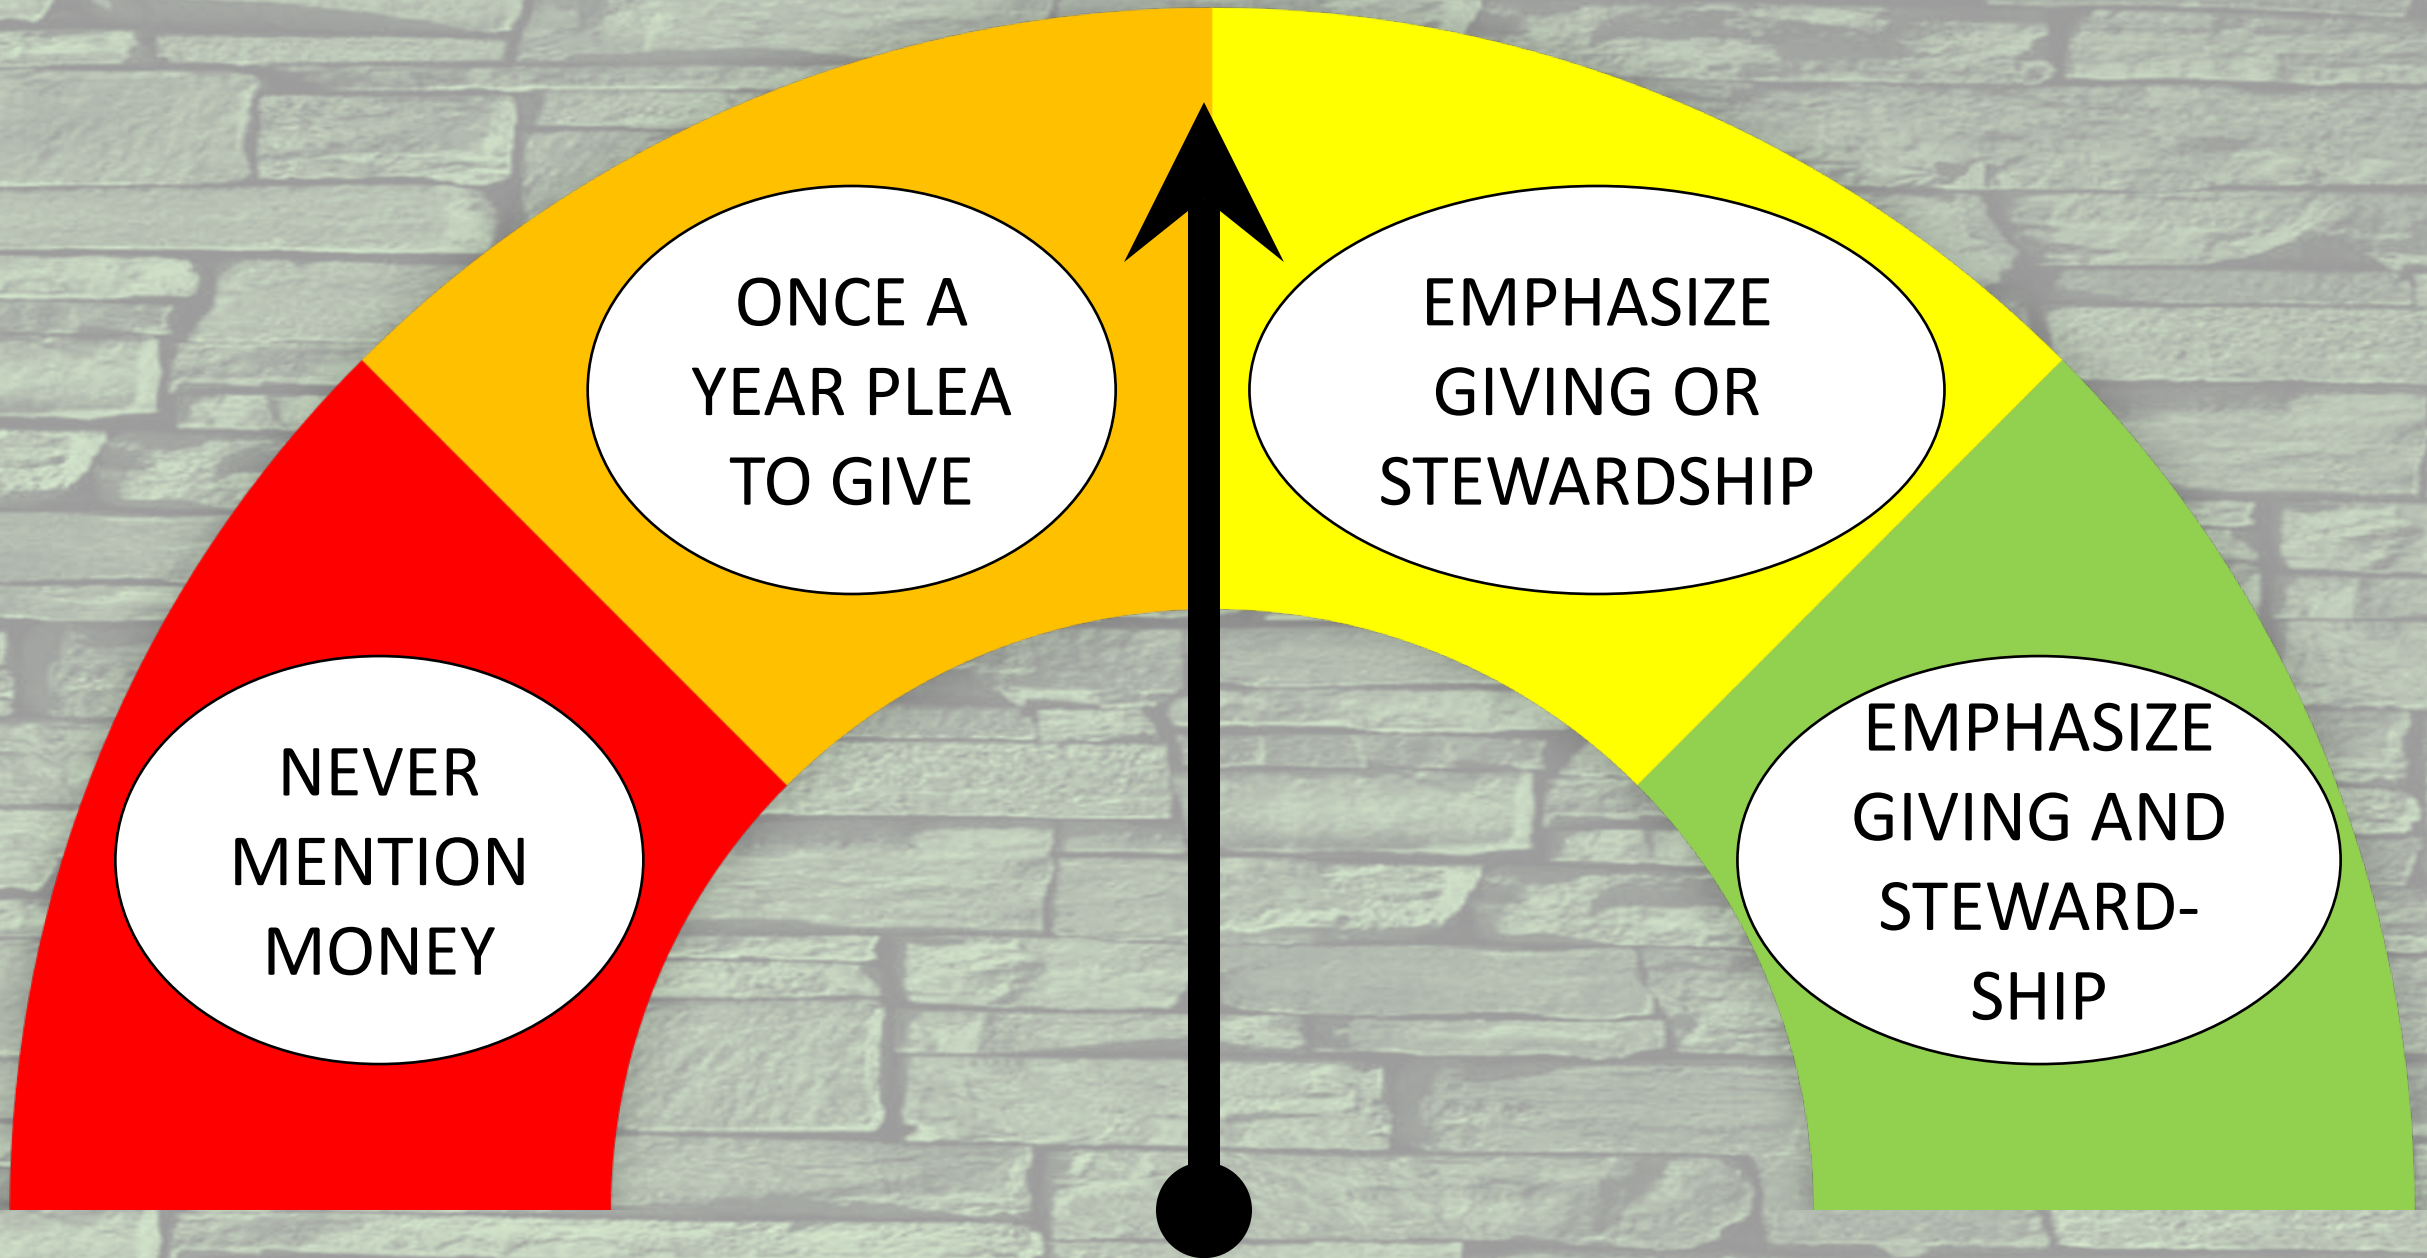 ONCE A
YEAR PLEA
TO GIVE
EMPHASIZE
GIVING OR
STEWARDSHIP
NEVER
MENTION
MONEY
EMPHASIZE
GIVING AND
STEWARD-
SHIP